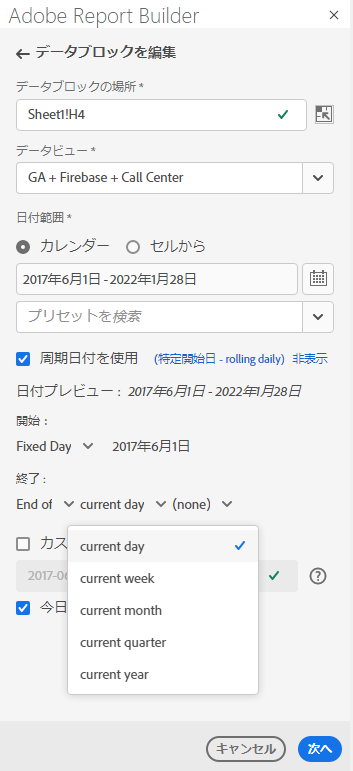 Adobe Report Builder
データブロックを編集
データブロックの場所 *
Sheet1!H4
データビュー *
GA + Firebase + Call Center
日付範囲 *
カレンダー セルから
2017年6月1日 - 2022年1月28日
プリセットを検索
周期日付を使用 (特定開始日 - rolling daily) 非表示
日付プレビュー : 2017年6月1日 - 2022年1月28日
開始 :
Fixed Day 2017年6月1日
終了 :
End of current day (none)
カス
current day
2017-0
current week
今日
current month
current quarter
current year
キャンセル 次へ